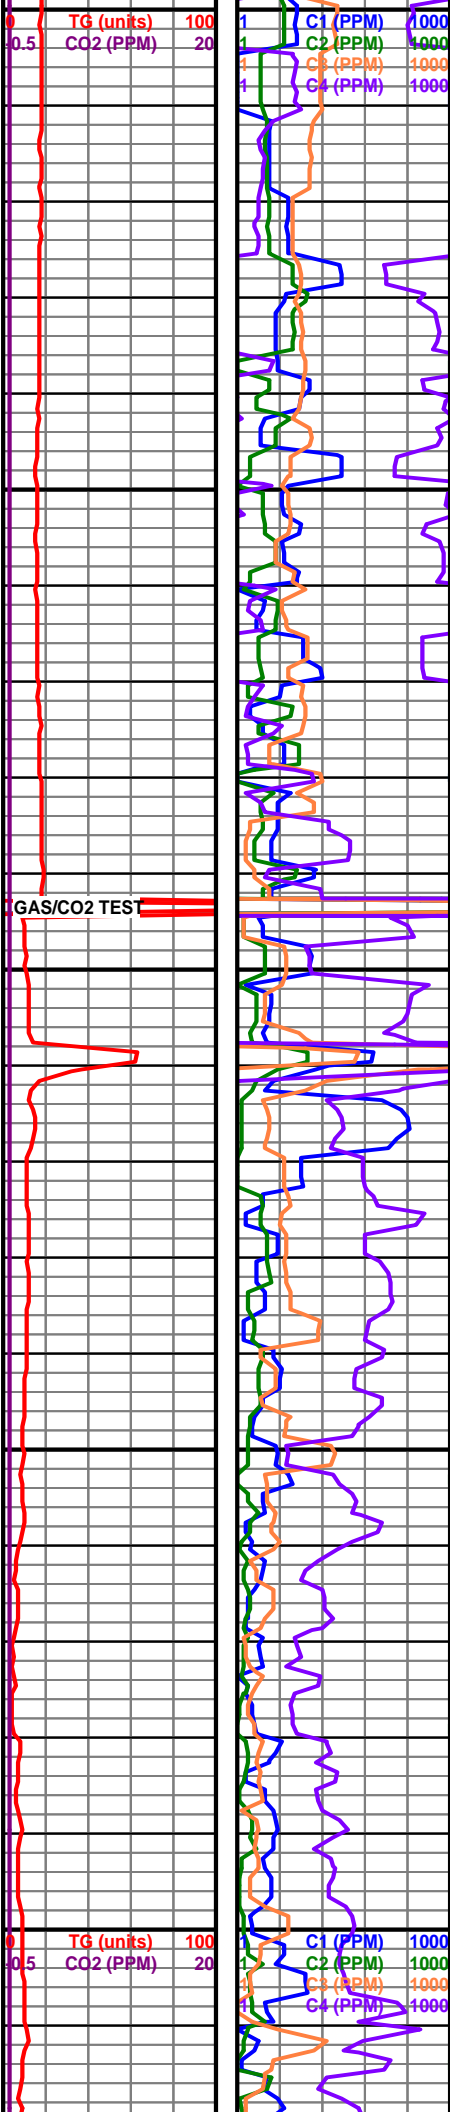 0 TG (units) 100 1 C1 (PPM) 1000
-0.5 CO2 (PPM) 20 1 C2 (PPM) 1000
1 C3 (PPM) 1000
1 C4 (PPM) 1000
GAS/CO2 TEST
0 TG (units) 100 1 C1 (PPM) 1000
-0.5 CO2 (PPM) 20 1 C2 (PPM) 1000
1 C3 (PPM) 1000
1 C4 (PPM) 1000